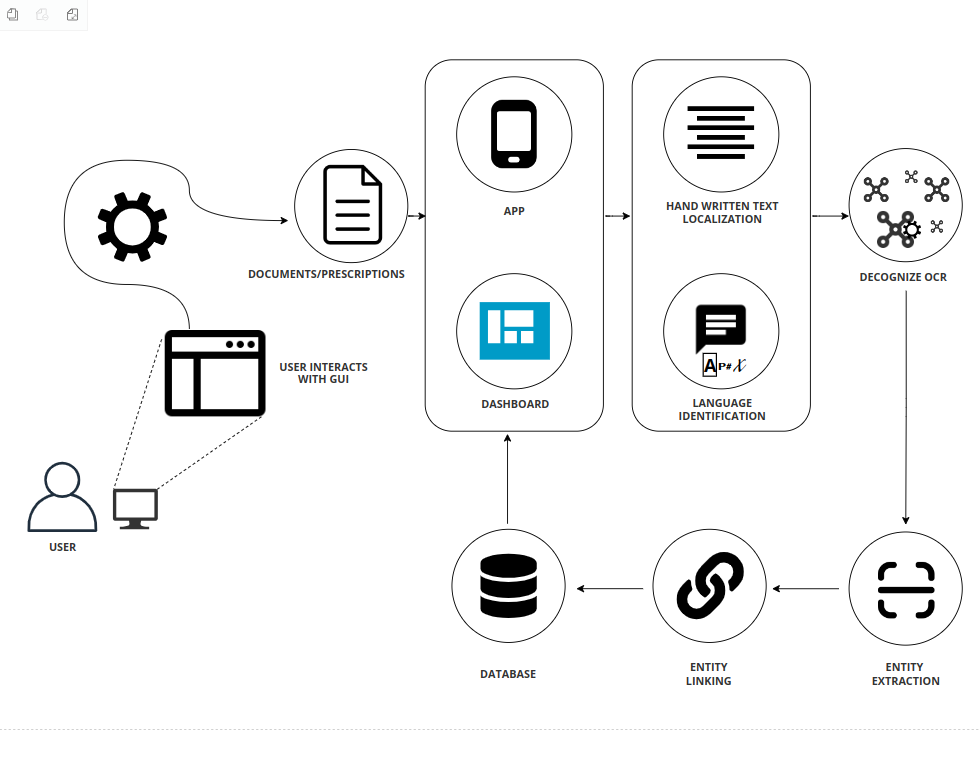 APP
HAND WRITTEN TEXT
LOCALIZATION
DOCUMENTS/PRESCRIPTIONS
DECOGNIZE OCR
USER INTERACTS
WITH GUI
AP#X
DASHBOARD
LANGUAGE
IDENTIFICATION
USER
DATABASE
ENTITY
LINKING
ENTITY
EXTRACTION